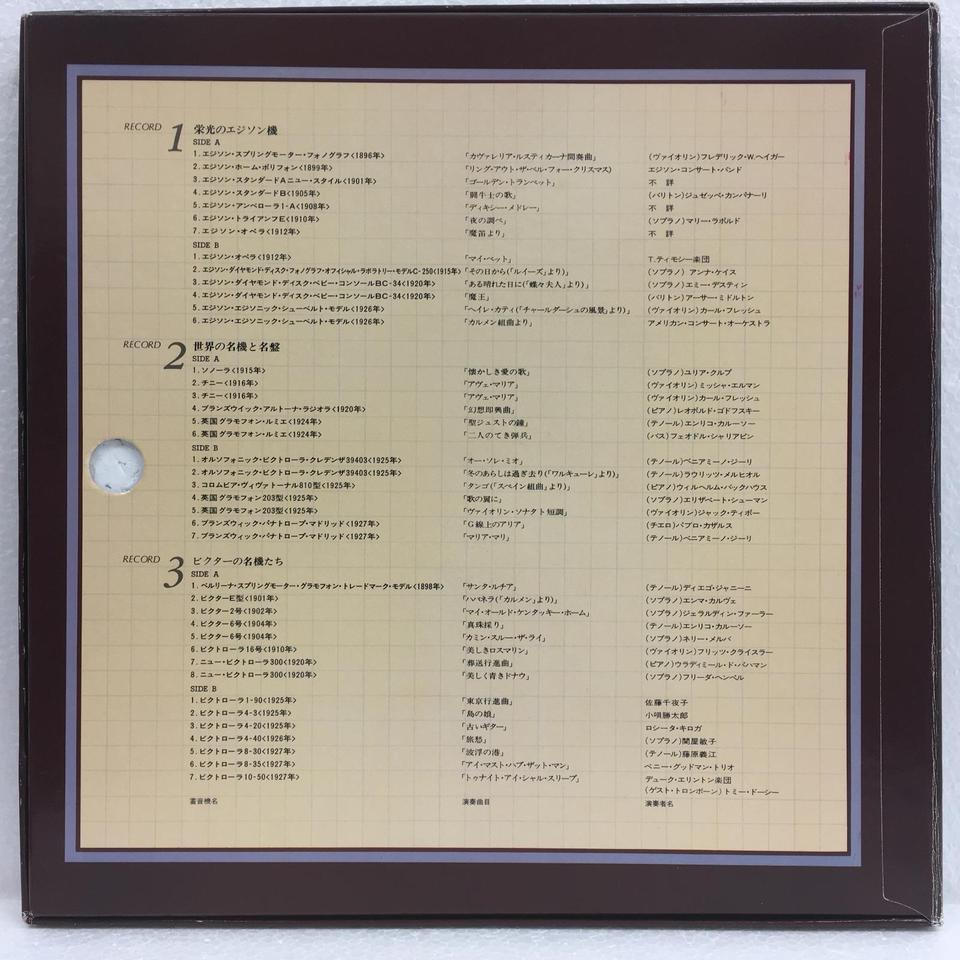 RECORD 1 栄光のエジソン機
SIDE A
1. エジソン・スプリングモーター・フォノグラフ<1896年> 「カヴァレリア・ルスティカーナ間奏曲」 (ヴァイオリン)フレデリック・W.ヘイガー
2. エジソン・ホーム・ポリフォン<1899年> 「リング・アウト・ザ・ベル・フォー・クリスマス) エジソン・コンサート・バンド
3. エジソン・スタンダードAニュー・スタイル<1901年> 「ゴールデン・トランペット」 不 詳
4. エジソン・スタンダードB<1905年> 「闘牛士の歌」 (バリトン)ジュゼッペ・カンパナーリ
5. エジソン・アンベローラ1-A<1908年> 「ディキシー・メドレー」 不 詳
6. エジソン・トライアンフE<1910年> 「夜の調べ」 (ソプラノ)マリー・ラポルド
7. エジソン・オペラ<1912年> 「魔笛より」 不 詳
SIDE B
1. エジソン・オペラ<1912年> 「マイ・ペット」 T.ティモシー楽団
2. エジソン・ダイヤモンド・ディスク・フォノグラフ・オフィシャル・ラボラトリー・モデルC-250<1915年> 「その日から(「ルイーズ」より)」 (ソプラノ) アンナ・ケイス
3. エジソン・ダイヤモンド・ディスク・ベビー・コンソールBC-34<1920年> 「ある晴れた日に(「蝶々夫人」より)」 (ソプラノ)エミー・デスティン
4. エジソン・ダイヤモンド・ディスク・ベビー・コンソールBC-34<1920年> 「魔王」 (バリトン)アーサー・ミドルトン
5. エジソン・エジソニック・シューベルト・モデル<1926年> 「ヘイレ・カティ(「チャールダーシュの風景」より)」 (ヴァイオリン)カール・フレッシュ
6. エジソン・エジソニック・シューベルト・モデル<1926年> 「カルメン組曲より」 アメリカン・コンサート・オーケストラ
RECORD 2 世界の名機と名盤
SIDE A
1. ソノーラ<1915年> 「懐かしき愛の歌」 (ソプラノ)ユリア・クルプ
2. チニー<1916年> 「アヴェ・マリア」 (ヴァイオリン)ミッシャ・エルマン
3. チニー<1916年> 「アヴェ・マリア」 (ヴァイオリン)カール・フレッシュ
4. ブランズウイック・アルトーナ・ラジオラ<1920年> 「幻想即興曲」 (ピアノ)レオポルド・ゴドフスキー
5. 英国グラモフォン・ルミエ<1924年> 「聖ジュストの鐘」 (テノール)エンリコ・カルーソー
6. 英国グラモフォン・ルミエ<1924年> 「二人のてき弾兵」 (バス)フェオドル・シャリアピン
SIDE B
1. オルソフォニック・ビクトローラ・クレデンザ39403<1925年> 「オー・ソレ・ミオ」 (テノール)ベニアミーノ・ジーリ
2. オルソフォニック・ビクトローラ・クレデンザ39403<1925年> 「冬のあらしは過ぎ去り(「ワルキューレ」より)」 (テノール)ラウリッツ・メルヒオル
3. コロムビア・ヴィヴァトーナル810型<1925年> 「タンゴ(「スペイン組曲」より)」 (ピアノ)ウィルヘルム・バックハウス
4. 英国グラモフォン203型<1925年> 「歌の翼に」 (ソプラノ)エリザベート・シューマン
5. 英国グラモフォン203型<1925年> 「ヴァイオリン・ソナタト短調」 (ヴァイオリン)ジャック・ティボー
6. ブランズウィック・パナトロープ・マドリッド<1927年> 「G線上のアリア」 (チエロ)パブロ・カザルス
7. ブランズウィック・パナトロープ・マドリッド<1927年> 「マリア・マリ」 (テノール)ベニアミーノ・ジーリ
RECORD 3 ビクターの名機たち
SIDE A
1. ベルリーナ・スプリングモーター・グラモフォン・トレードマーク・モデル<1898年> 「サンタ・ルチア」 (テノール)ディエゴ・ジャニーニ
2. ビクターE型<1901年> 「ハバネラ(「カルメン」より)」 (ソプラノ)エンマ・カルヴェ
3. ビクター2号<1902年> 「マイ・オールド・ケンタッキー・ホーム」 (ソプラノ)ジェラルディン・ファーラー
4. ビクター6号<1904年> 「真珠採り」 (テノール)エンリコ・カルーソー
5. ビクター6号<1904年> 「カミン・スルー・ザ・ライ」 (ソプラノ)ネリー・メルバ
6. ビクトローラ16号<1910年> 「美しきロスマリン」 (ヴァイオリン)フリッツ・クライスラー
7. ニュー・ビクトローラ300<1920年> 「葬送行進曲」 (ピアノ)ウラディミール・ド・パハマン
8. ニュー・ビクトローラ300<1920年> 「美しく青きドナウ」 (ソプラノ)フリーダ・ヘンペル
SIDE B
1. ビクトローラ1-90<1925年> 「東京行進曲」 佐藤千夜子
2. ビクトローラ4-3<1925年> 「島の娘」 小唄勝太郎
3. ビクトローラ4-20<1925年> 「古いギター」 ロシータ・キロガ
4. ビクトローラ4-40<1926年> 「旅愁」 (ソプラノ)関屋敏子
5. ビクトローラ8-30<1927年> 「波浮の港」 (テノール)藤原義江
6. ビクトローラ8-35<1927年> 「アイ・マスト・ハブ・ザット・マン」 ベニー・グッドマン・トリオ
7. ビクトローラ10-50<1927年> 「トゥナイト・アイ・シャル・スリープ」 デューク・エリントン楽団
(ゲスト・トロンボーン)トミー・ドーシー
蓄音機名 演奏曲目 演奏者名